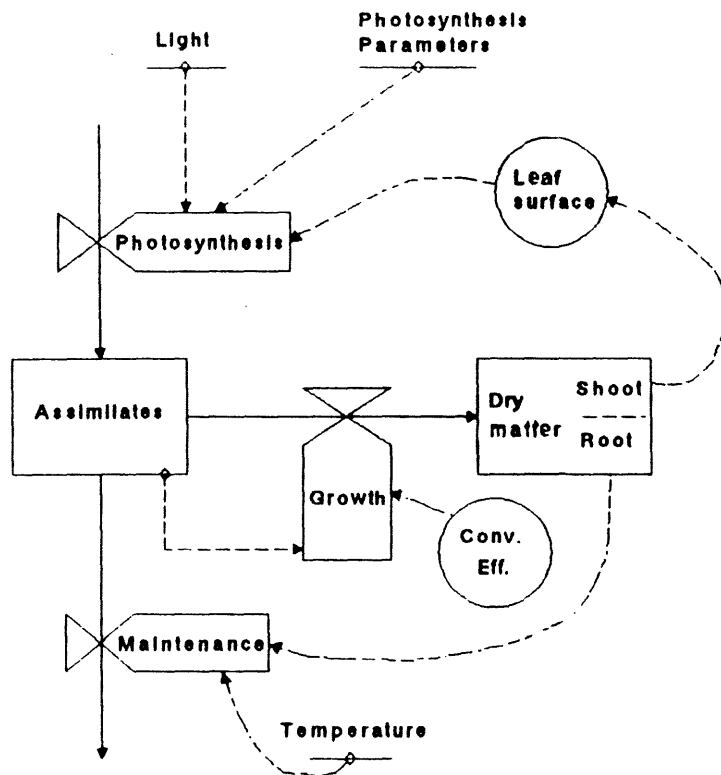 Light
Photosynthesis
Parameters
Leaf
surface
Photosynthesis
Assimilates
Dry
matter
Shoot
Root
Growth
Conv.
Eff.
Maintenance
Temperature